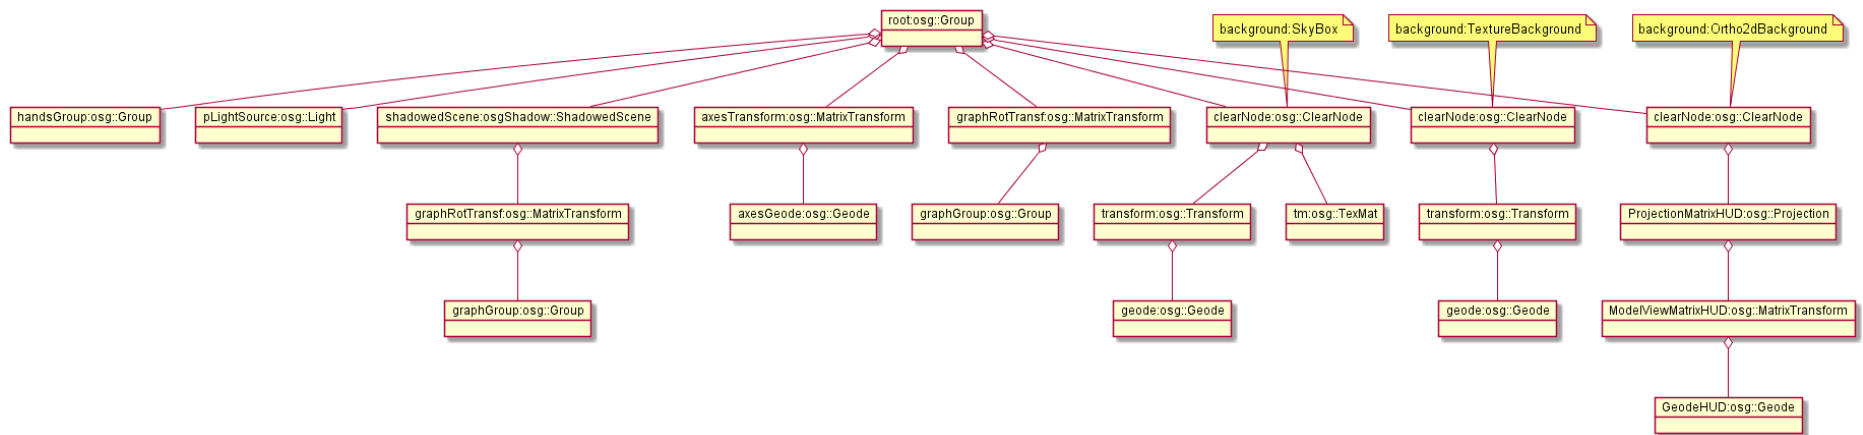 root:osg::Group
background:SkyBox
background:TextureBackground
background:Ortho2dBackground
handsGroup:osg::Group
pLightSource:osg::Light
shadowedScene:osgShadow::ShadowedScene
axesTransform:osg::MatrixTransform
graphRotTransf:osg::MatrixTransform
clearNode:osg::ClearNode
clearNode:osg::ClearNode
clearNode:osg::ClearNode
graphRotTransf:osg::MatrixTransform
axesGeode:osg::Geode
graphGroup:osg::Group
transform:osg::Transform
tm:osg::TexMat
transform:osg::Transform
ProjectionMatrixHUD:osg::Projection
graphGroup:osg::Group
geode:osg::Geode
geode:osg::Geode
ModelViewMatrixHUD:osg::MatrixTransform
GeodeHUD:osg::Geode